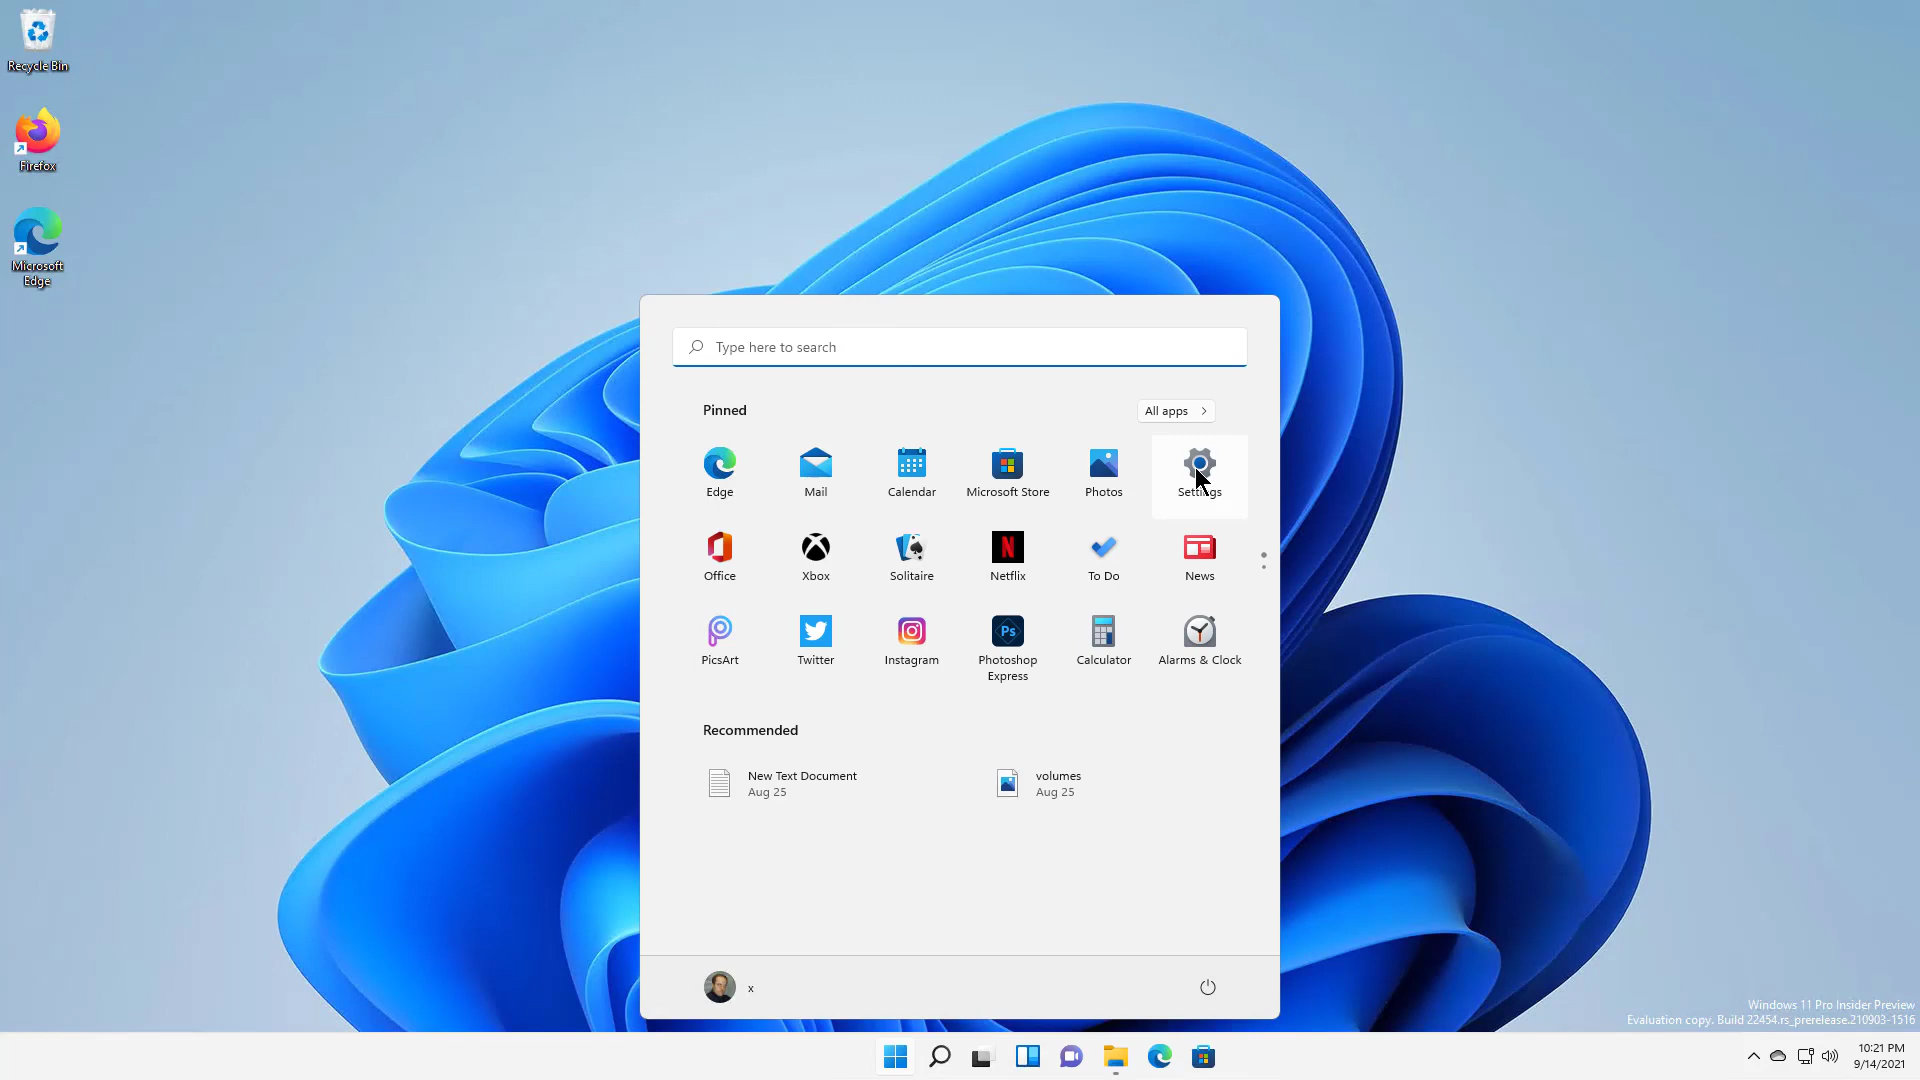 Recycle Bin
Firefox
Microsoft
Edge
Type here to search
Pinned
All apps
Edge
Mail
Calendar
Microsoft Store
Photos
Settings
Office
Xbox
Solitaire
Netflix
To Do
News
PicsArt
Twitter
Instagram
Ps
Photoshop
Express
Calculator
Alarms & Clock
Recommended
New Text Document
Aug 25
volumes
Aug 25
x
Windows 11 Pro Insider Preview
Evaluation copy. Build 22454.rs_prerelease.210903-1516
10:21 PM
9/14/2021